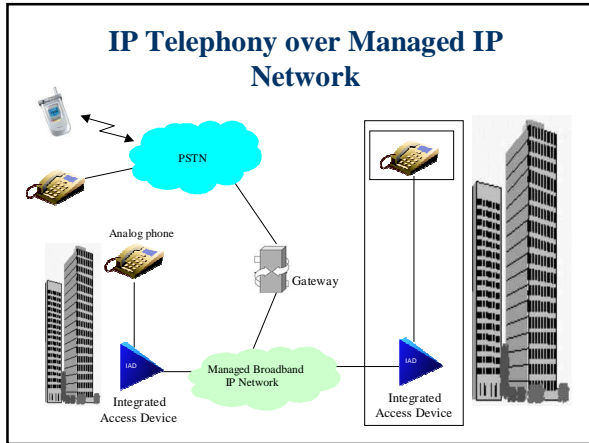 IP Telephony over Managed IP
Network
PSTN
Analog phone
Gateway
IAD
Integrated
Access Device
Managed Broadband
IP Network
IAD
Integrated
Access Device